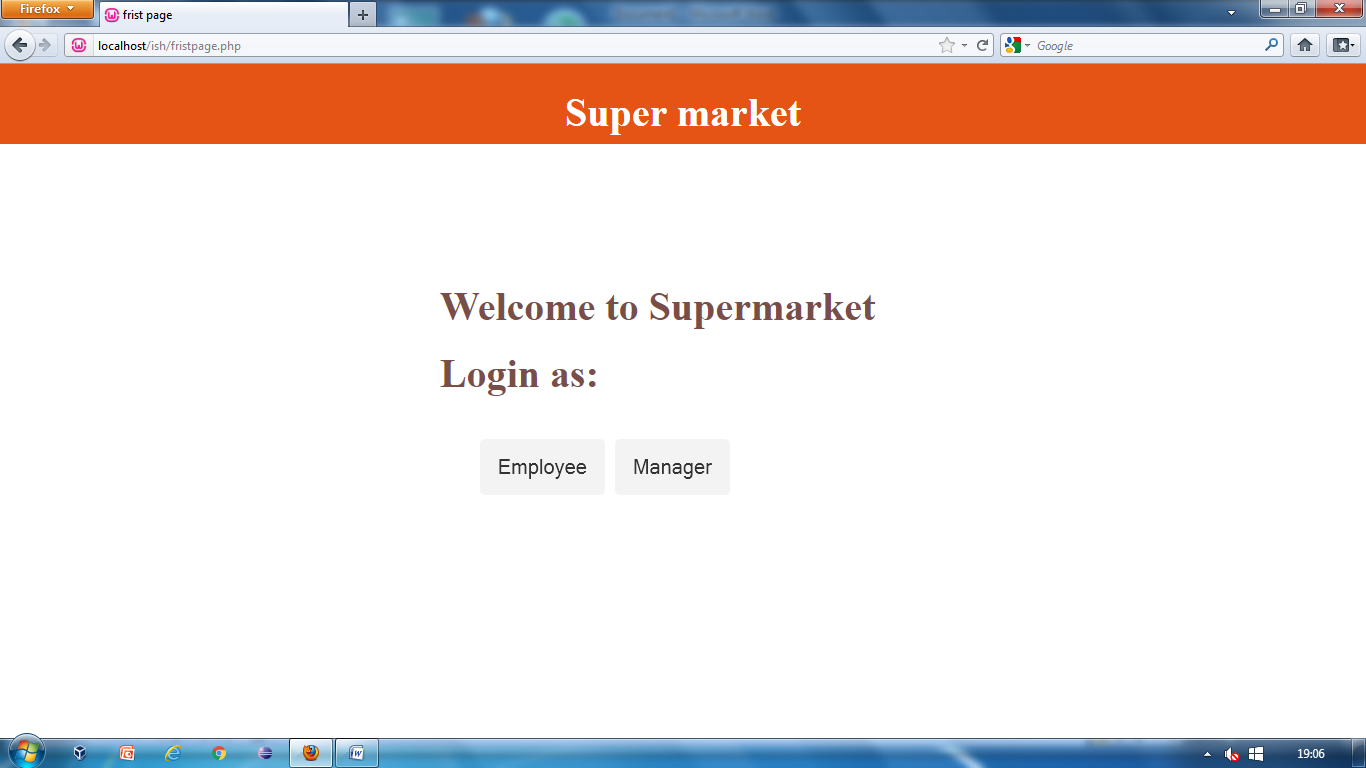 Firefox
frist page
localhost/ish/fristpage.php
Google
Super market
Welcome to Supermarket
Login as:
Employee Manager
19:06